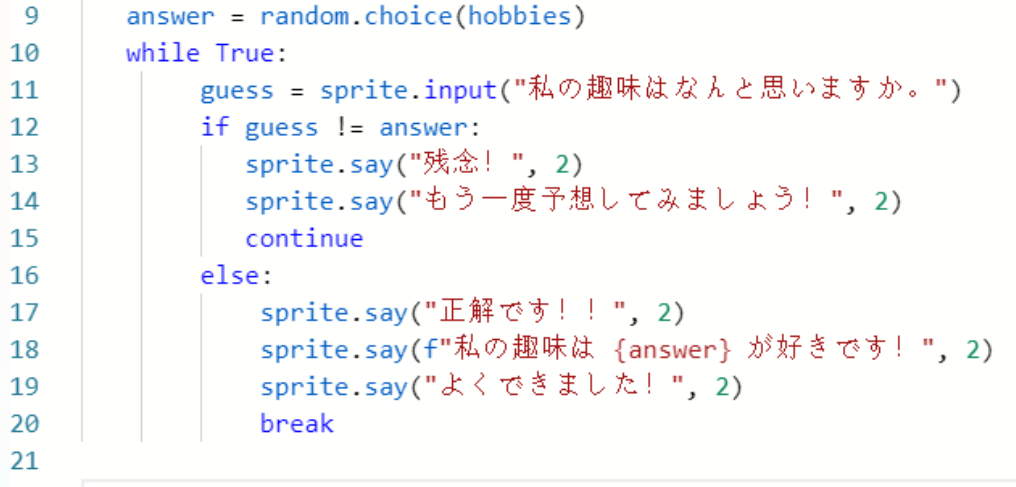 9 answer = random.choice(hobbies)
10 while True:
11 guess = sprite.input("私の趣味はなんと思いますか。")
12 if guess != answer:
13 sprite.say("残念！", 2)
14 sprite.say("もう一度予想してみましょう！", 2)
15 continue
16 else:
17 sprite.say("正解です！！", 2)
18 sprite.say(f"私の趣味は {answer} が好きです！", 2)
19 sprite.say("よくできました！", 2)
20 break
21